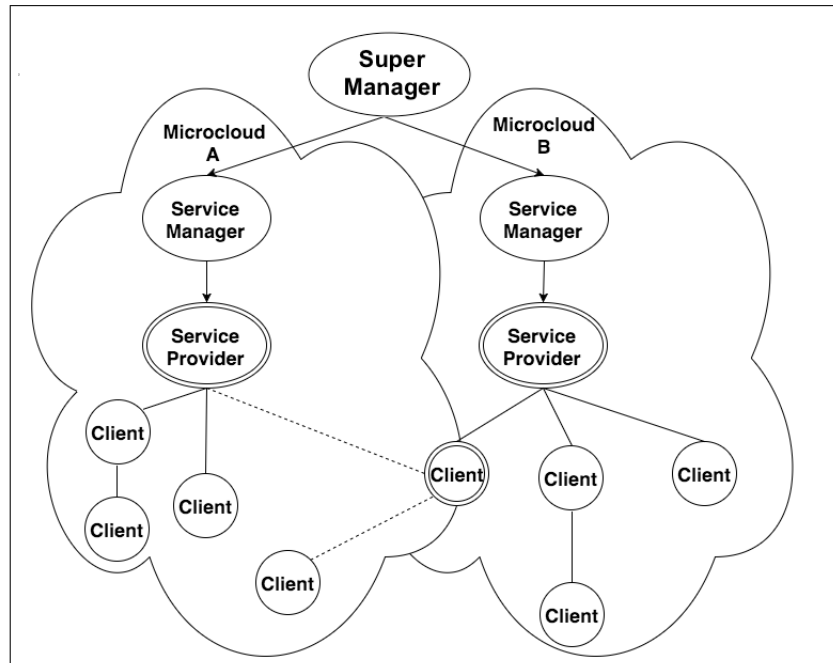 Super
Manager
Microcloud
A
Microcloud
B
Service
Manager
Service
Manager
Service
Provider
Service
Provider
Client
Client
Client
Client
Client
Client
Client
Client